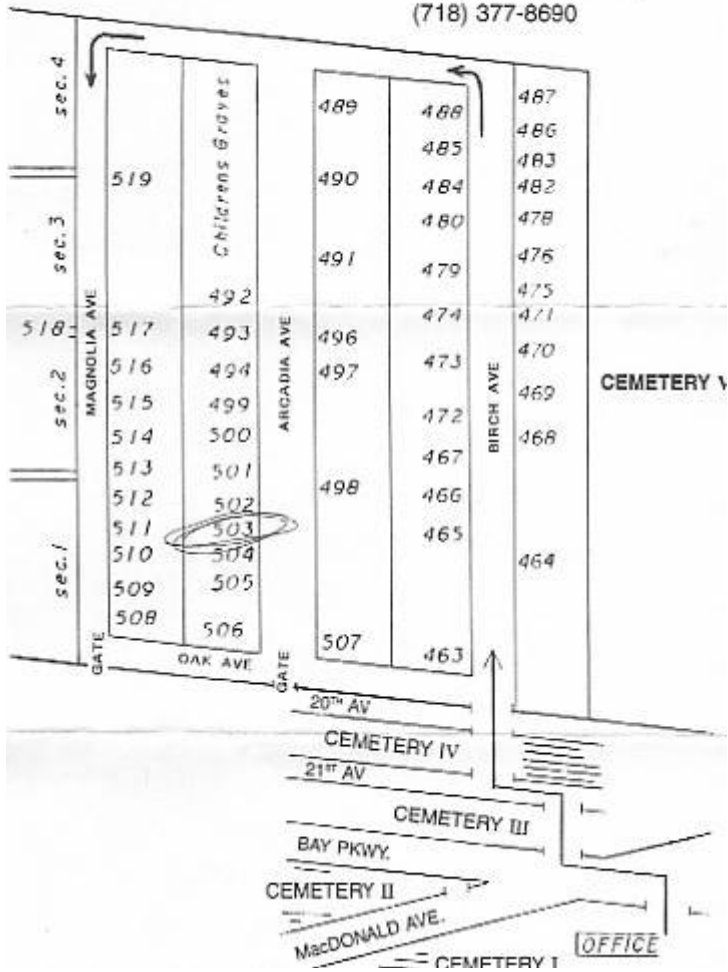 (718) 377-8690
sec. 4
sec. 3
518
sec. 2
sec. 1
MAGNOLIA AVE
GATE
519
517
516
515
514
513
512
511
510
509
508
Childrens Graves
492
493
494
499
500
501
502
503
504
505
506
OAK AVE
ARCADIA AVE
GATE
489
490
491
496
497
498
507
488
485
484
480
479
474
473
472
467
466
465
463
BIRCH AVE
487
486
483
482
478
476
475
471
470
469
468
464
CEMETERY V
20TH AV
CEMETERY IV
21ST AV
CEMETERY III
BAY PKWY.
CEMETERY II
MacDONALD AVE.
CEMETERY I
OFFICE